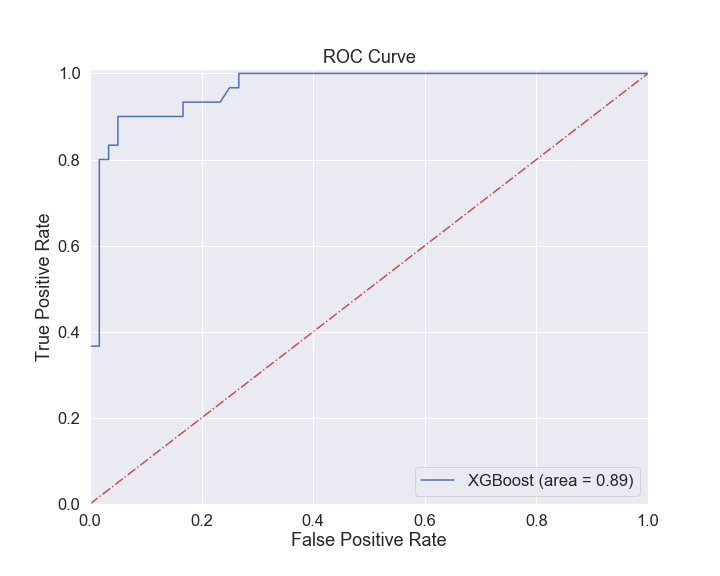 ROC Curve
True Positive Rate
1.0
0.8
0.6
0.4
0.2
0.0
0.0 0.2 0.4 0.6 0.8 1.0
False Positive Rate
XGBoost (area = 0.89)